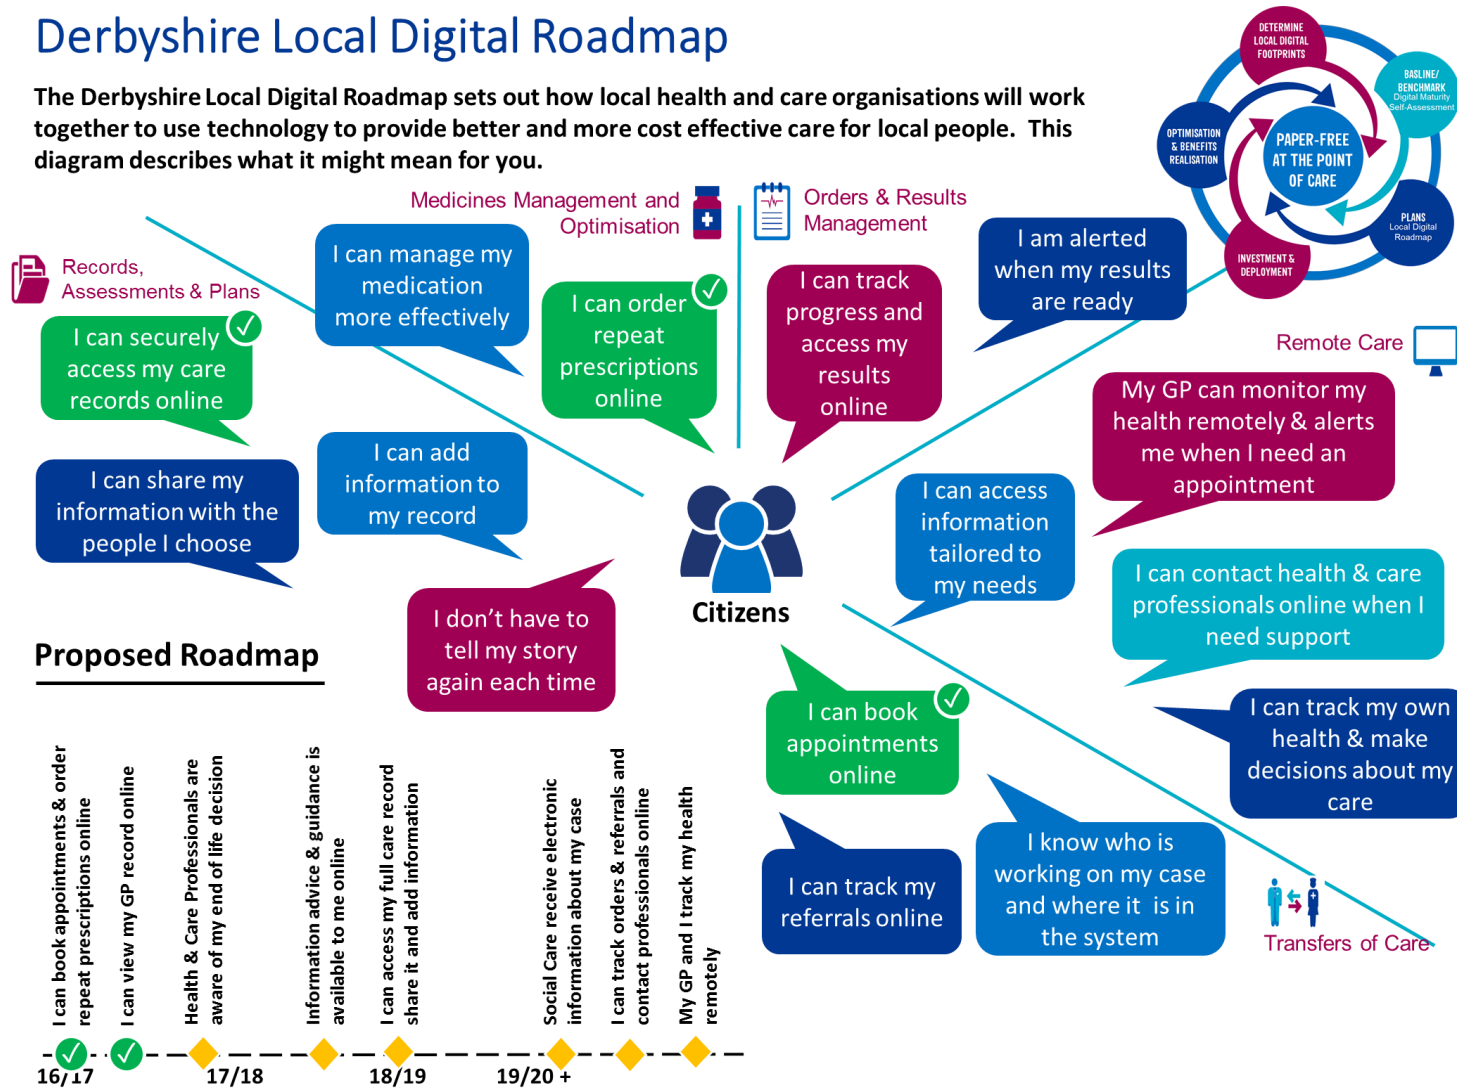 Derbyshire Local Digital Roadmap
The Derbyshire Local Digital Roadmap sets out how local health and care organisations will work
together to use technology to provide better and more cost effective care for local people.  This
diagram describes what it might mean for you.
DETERMINE
LOCAL DIGITAL
FOOTPRINTS
BASLINE/
BENCHMARK
Digital Maturity
Self-Assessment
PLANS
Local Digital
Roadmap
INVESTMENT &
DEPLOYMENT
OPTIMISATION
& BENEFITS
REALISATION
PAPER-FREE
AT THE POINT
OF CARE
Records,
Assessments & Plans
I can securely
access my care
records online
I can share my
information with the
people I choose
I can add
information to
my record
I don't have to
tell my story
again each time
Medicines Management and
Optimisation
I can manage my
medication
more effectively
I can order
repeat
prescriptions
online
Orders & Results
Management
I can track
progress and
access my
results
online
I am alerted
when my results
are ready
Remote Care
My GP can monitor my
health remotely & alerts
me when I need an
appointment
I can access
information
tailored to
my needs
I can contact health & care
professionals online when I
need support
I can track my own
health & make
decisions about my
care
Citizens
I can book
appointments
online
I can track my
referrals online
I know who is
working on my case
and where it  is in
the system
Transfers of Care
Proposed Roadmap
I can book appointments & order
repeat prescriptions online
I can view my GP record online
Health & Care Professionals are
aware of my end of life decision
Information advice & guidance is
available to me online
I can access my full care record
share it and add information
Social Care receive electronic
information about my case
I can track orders & referrals and
contact professionals online
My GP and I track my health
remotely
16/17
17/18
18/19
19/20 +